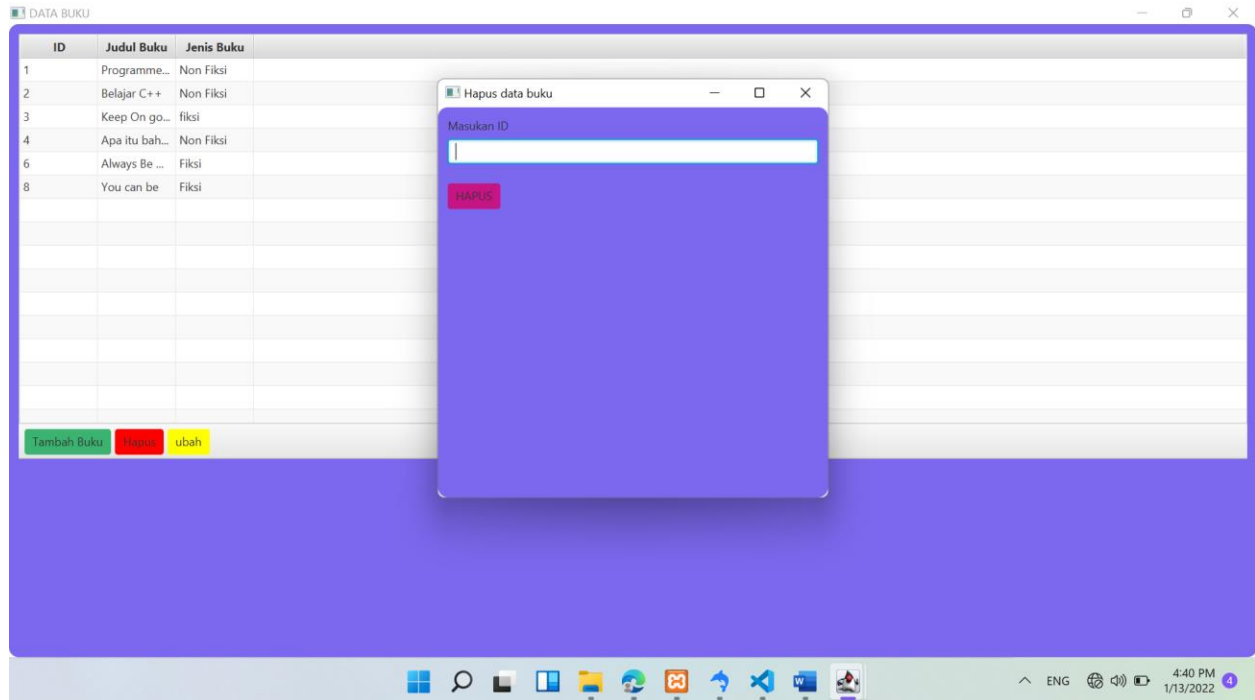 DATA BUKU
ID Judul Buku Jenis Buku
1 Programme... Non Fiksi
2 Belajar C++ Non Fiksi
3 Keep On go... fiksi
4 Apa itu bah... Non Fiksi
6 Always Be ... Fiksi
8 You can be Fiksi
Tambah Buku Hapus ubah
Hapus data buku
Masukan ID
HAPUS
ENG
4:40 PM
1/13/2022
4